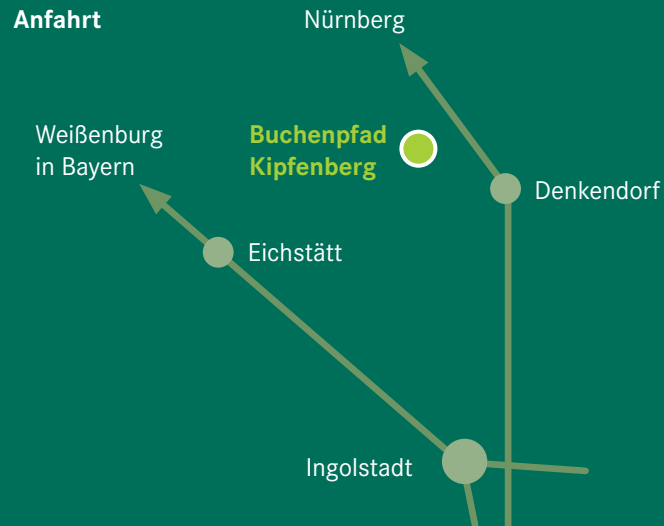 Anfahrt
Nürnberg
Weißenburg
in Bayern
Buchenpfad
Kipfenberg
Denkendorf
Eichstätt
Ingolstadt